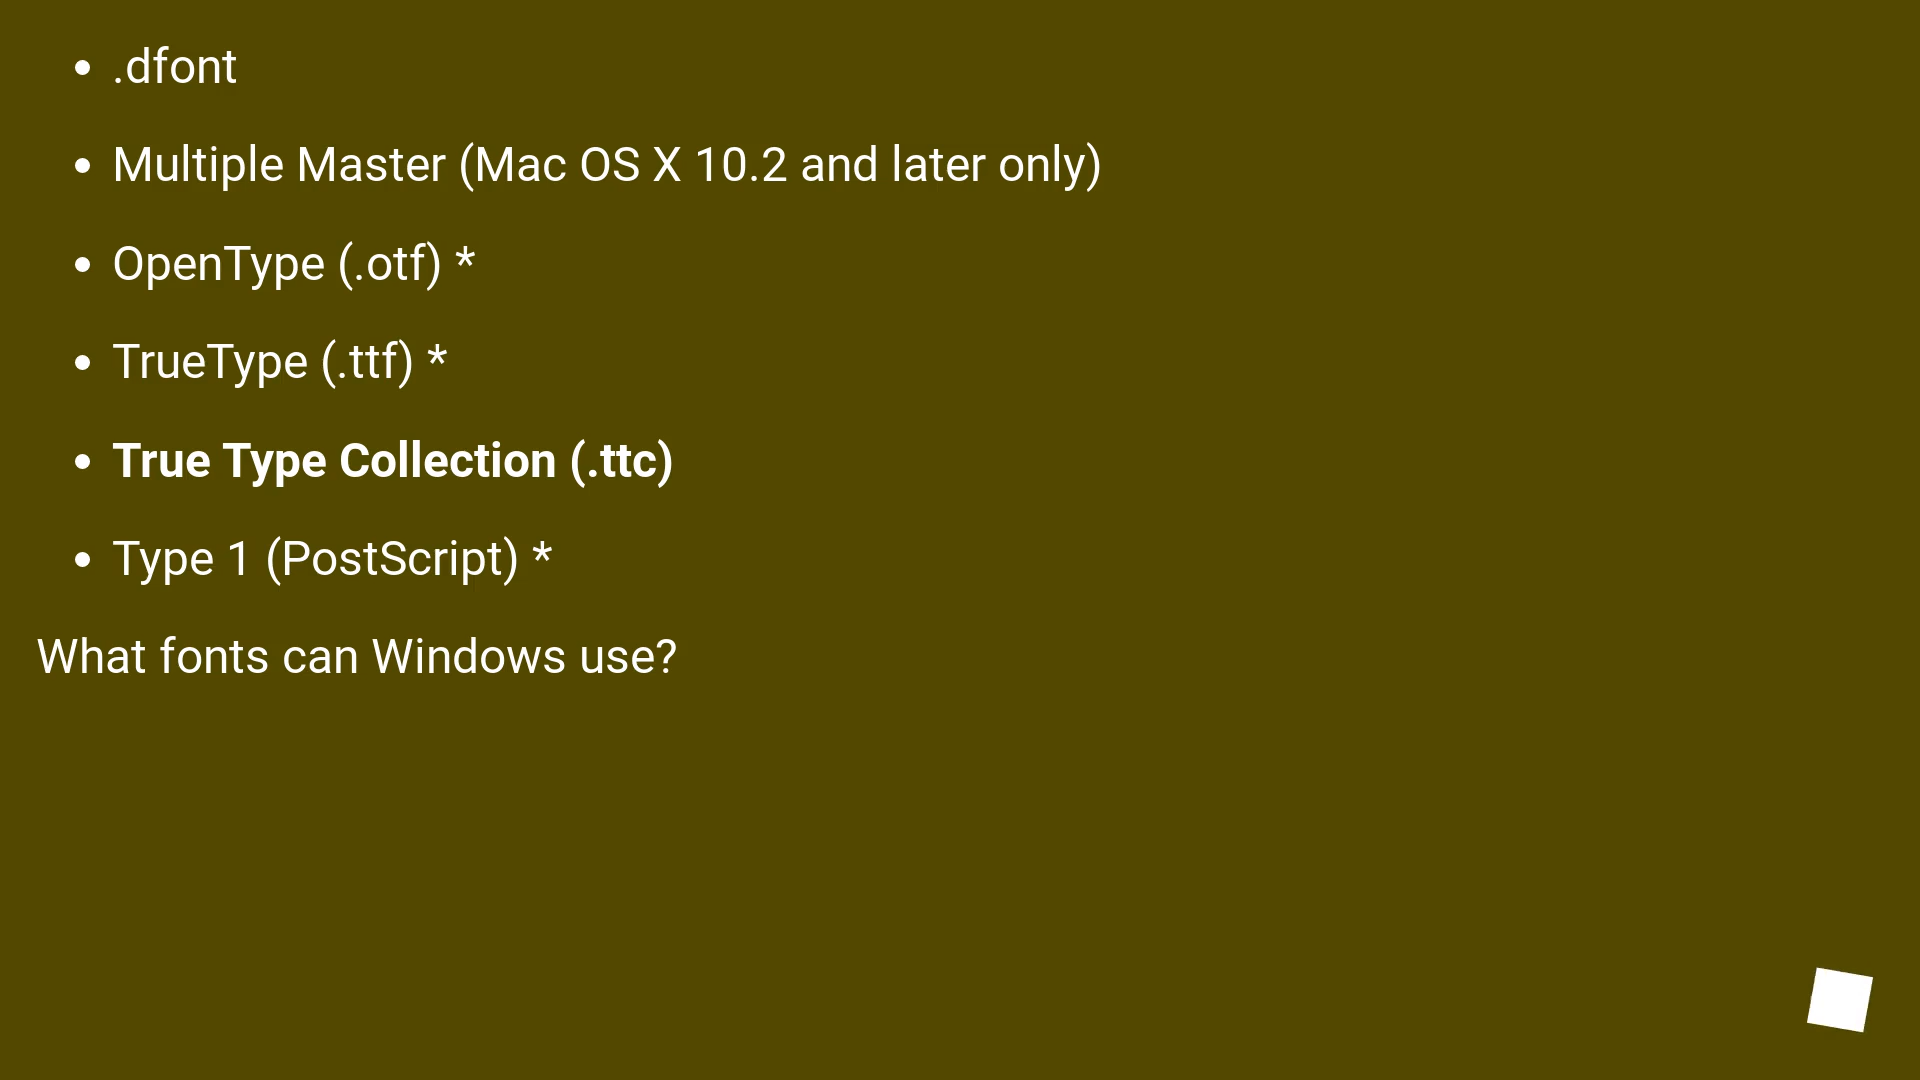 • .dfont
• Multiple Master (Mac OS X 10.2 and later only)
• OpenType (.otf) *
• TrueType (.ttf) *
• True Type Collection (.ttc)
• Type 1 (PostScript) *
What fonts can Windows use?